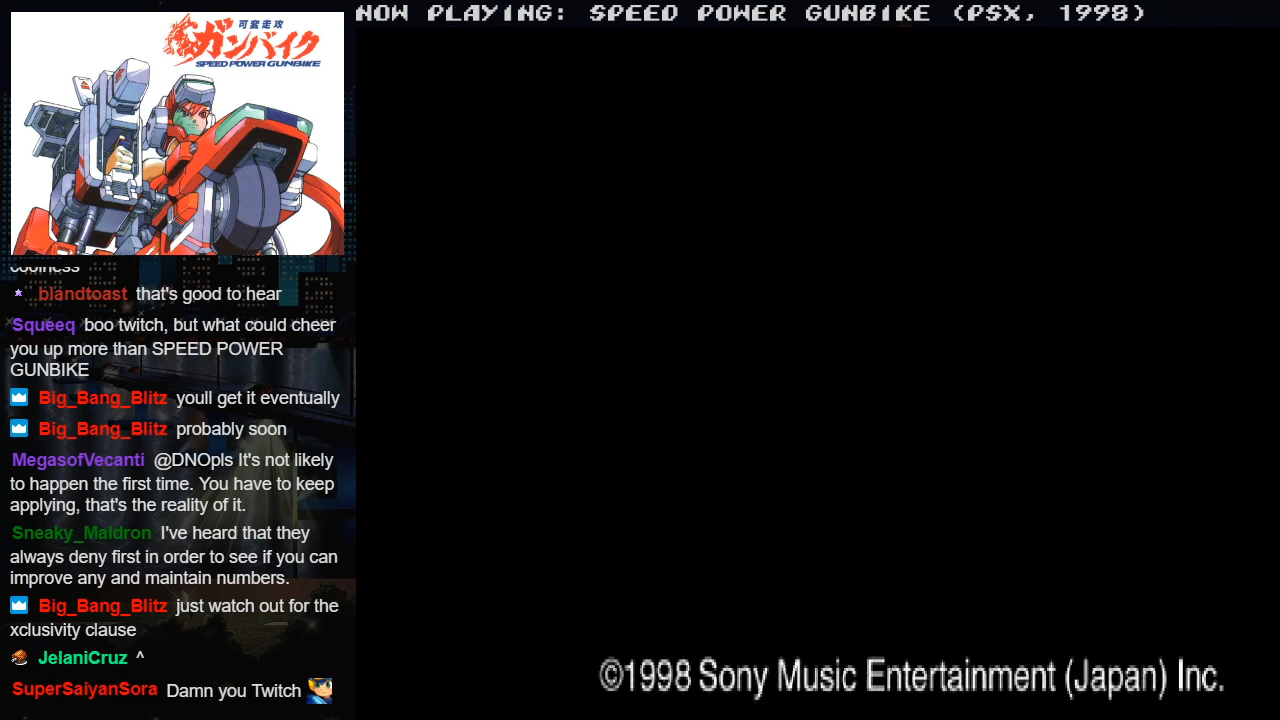 NOW PLAYING: SPEED POWER GUNBIKE (PSX, 1998)
可変走攻
ガンバイク
SPEED POWER GUNBIKE
coolness
blandtoast that's good to hear
Squeeq boo twitch, but what could cheer
you up more than SPEED POWER
GUNBIKE
Big_Bang_Blitz youll get it eventually
Big_Bang_Blitz probably soon
MegasofVecanti @DNOpls It's not likely
to happen the first time. You have to keep
applying, that's the reality of it.
Sneaky_Maldron I've heard that they
always deny first in order to see if you can
improve any and maintain numbers.
Big_Bang_Blitz just watch out for the
xclusivity clause
JelaniCruz ^
SuperSaiyanSora Damn you Twitch
©1998 Sony Music Entertainment (Japan) Inc.